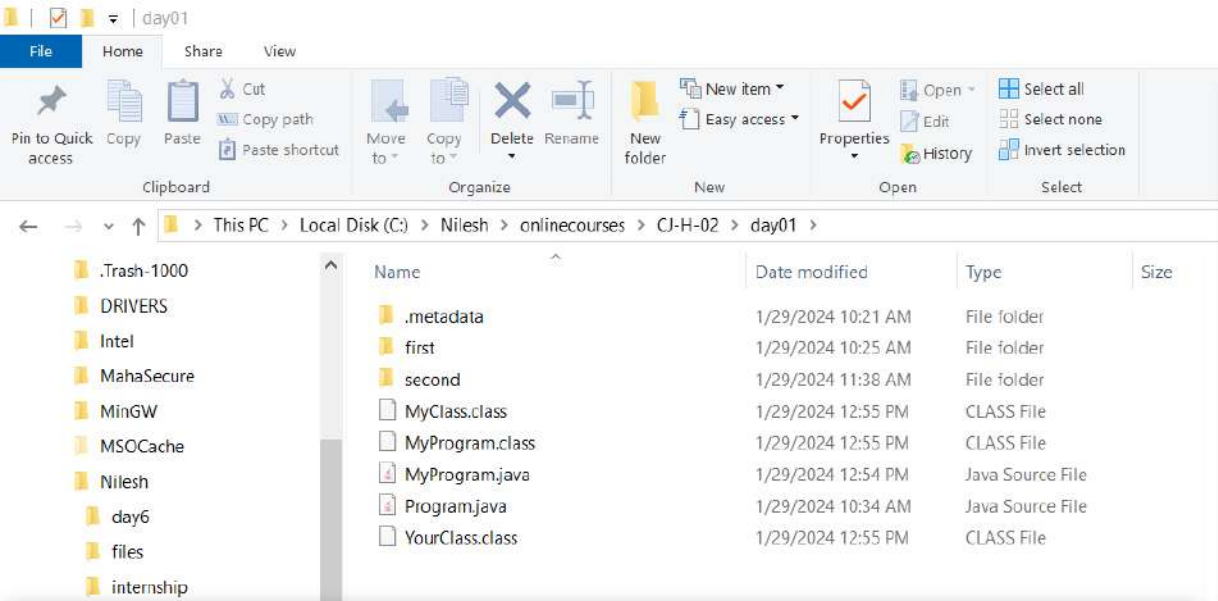 day01
File Home Share View
Pin to Quick access
Copy
Paste
Cut
Copy path
Paste shortcut
Clipboard
Move to
Copy to
Delete
Rename
Organize
New folder
New item
Easy access
New
Properties
Open
Edit
History
Open
Select all
Select none
Invert selection
Select
This PC > Local Disk (C:) > Nilesh > onlinecourses > CJ-H-02 > day01 >
.Trash-1000
DRIVERS
Intel
MahaSecure
MinGW
MSOCache
Nilesh
day6
files
internship
Name Date modified Type Size
.metadata 1/29/2024 10:21 AM File folder
first 1/29/2024 10:25 AM File folder
second 1/29/2024 11:38 AM File folder
MyClass.class 1/29/2024 12:55 PM CLASS File
MyProgram.class 1/29/2024 12:55 PM CLASS File
MyProgram.java 1/29/2024 12:54 PM Java Source File
Program.java 1/29/2024 10:34 AM Java Source File
YourClass.class 1/29/2024 12:55 PM CLASS File